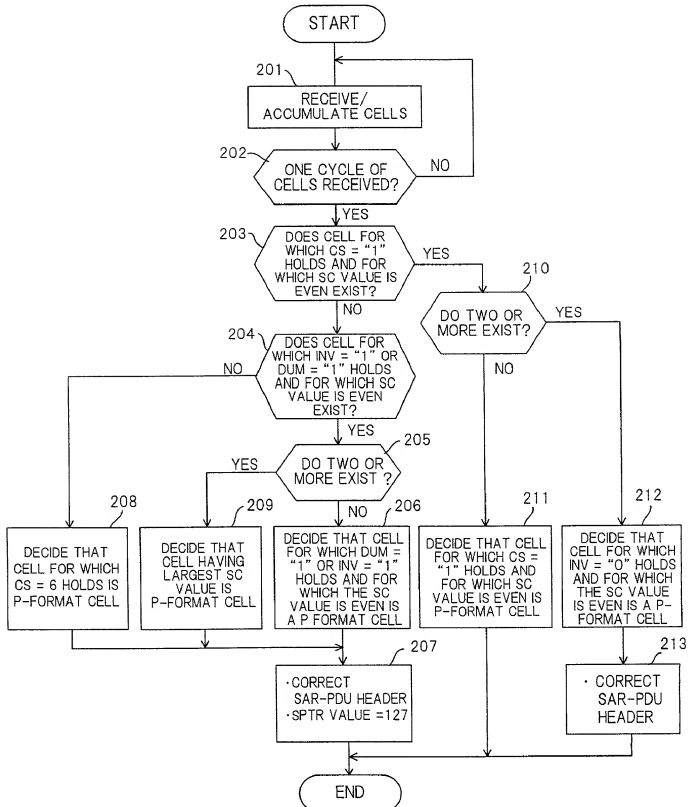 START
201
RECEIVE/
ACCUMULATE CELLS
202
ONE CYCLE OF
CELLS RECEIVED?
NO
YES
203
DOES CELL FOR
WHICH CS = "1"
HOLDS AND FOR
WHICH SC VALUE IS
EVEN EXIST?
YES
NO
210
DO TWO OR
MORE EXIST?
YES
NO
204
DOES CELL FOR
WHICH INV = "1" OR
DUM = "1" HOLDS
AND FOR WHICH SC
VALUE IS EVEN
EXIST?
NO
YES
205
DO TWO OR
MORE EXIST ?
YES
NO
208
DECIDE THAT
CELL FOR WHICH
CS = 6 HOLDS IS
P-FORMAT CELL
209
DECIDE THAT
CELL HAVING
LARGEST SC
VALUE IS
P-FORMAT CELL
206
DECIDE THAT CELL
FOR WHICH DUM =
"1" OR INV = "1"
HOLDS AND FOR
WHICH THE SC
VALUE IS EVEN IS
A P FORMAT CELL
211
DECIDE THAT CELL
FOR WHICH CS =
"1" HOLDS AND
FOR WHICH SC
VALUE IS EVEN IS
P-FORMAT CELL
212
DECIDE THAT
CELL FOR WHICH
INV = "0" HOLDS
AND FOR WHICH
THE SC VALUE
IS EVEN IS A P-
FORMAT CELL
207
·CORRECT
SAR-PDU HEADER
·SPTR VALUE =127
213
· CORRECT
SAR-PDU
HEADER
END